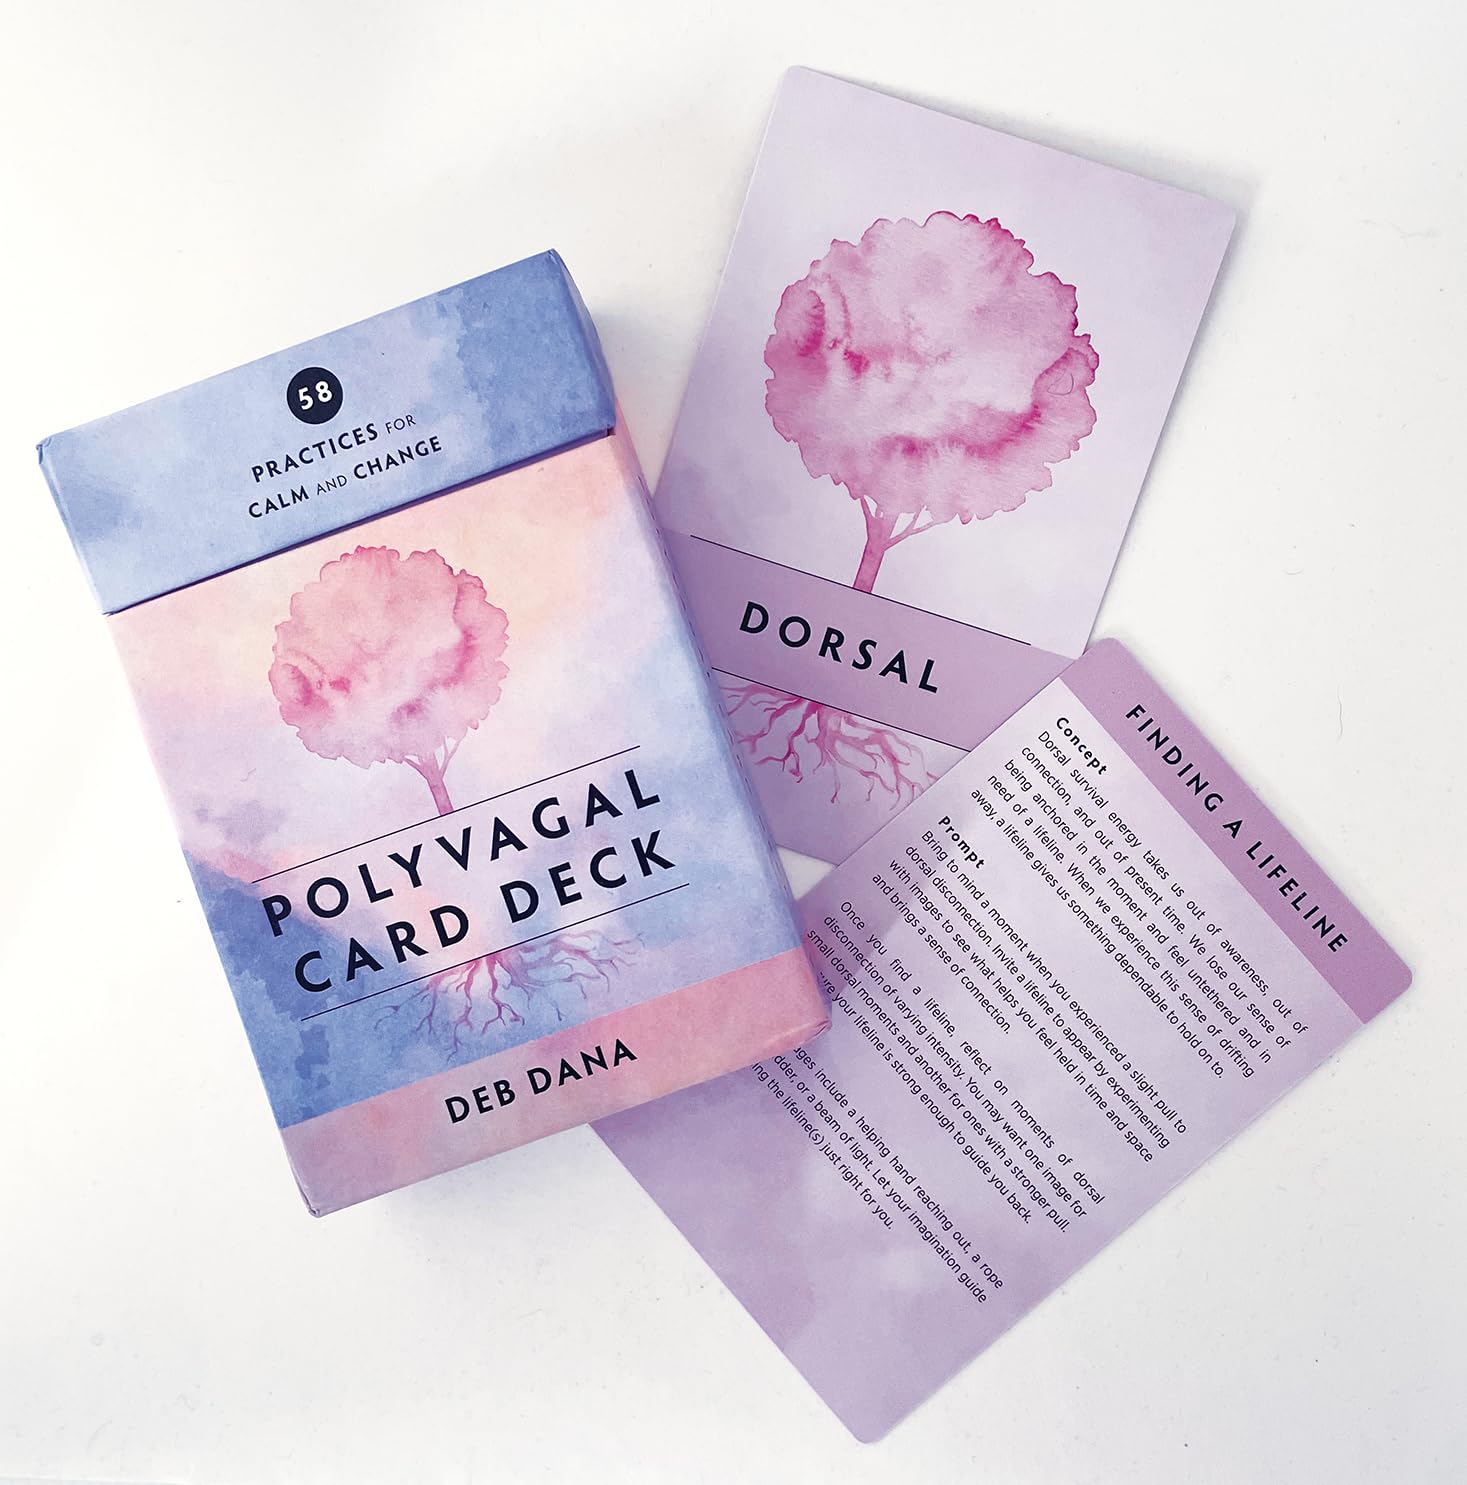 58
PRACTICES FOR
CALM AND CHANGE
POLYVAGAL
CARD DECK
DEB DANA
DORSAL
FINDING A LIFELINE
Concept
Dorsal survival energy takes us out of awareness, out of
connection, and out of present time. We lose our sense of
being anchored in the moment and feel untethered and in
need of a lifeline. When we experience this sense of drifting
away, a lifeline gives us something dependable to hold on to.
Prompt
Bring to mind a moment when you experienced a slight pull to
dorsal disconnection. Invite a lifeline to appear by experimenting
with images to see what helps you feel held in time and space
and brings a sense of connection.
Once you find a lifeline, reflect on moments of dorsal
disconnection of varying intensity. You may want one image for
small dorsal moments and another for ones with a stronger pull.
your lifeline is strong enough to guide you back.
include a helping hand reaching out, a rope
or a beam of light. Let your imagination guide
the lifeline(s) just right for you.